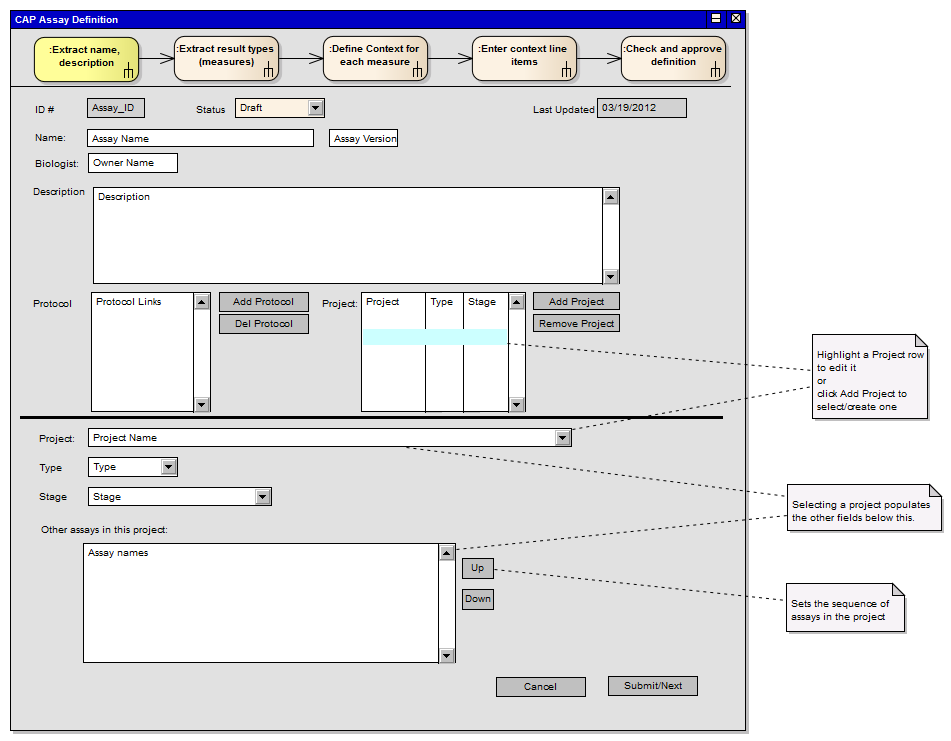 CAP Assay Definition
:Extract name,
description
:Extract result types
(measures)
:Define Context for
each measure
:Enter context line
items
:Check and approve
definition
ID #
Assay_ID
Status
Draft
Last Updated
03/19/2012
Name:
Assay Name
Assay Version
Biologist:
Owner Name
Description
Description
Protocol
Protocol Links
Add Protocol
Del Protocol
Project:
Project
Type
Stage
Add Project
Remove Project
Highlight a Project row
to edit it
or
click Add Project to
select/create one
Project:
Project Name
Type
Type
Stage
Stage
Selecting a project populates
the other fields below this.
Other assays in this project:
Assay names
Up
Down
Sets the sequence of
assays in the project
Cancel
Submit/Next